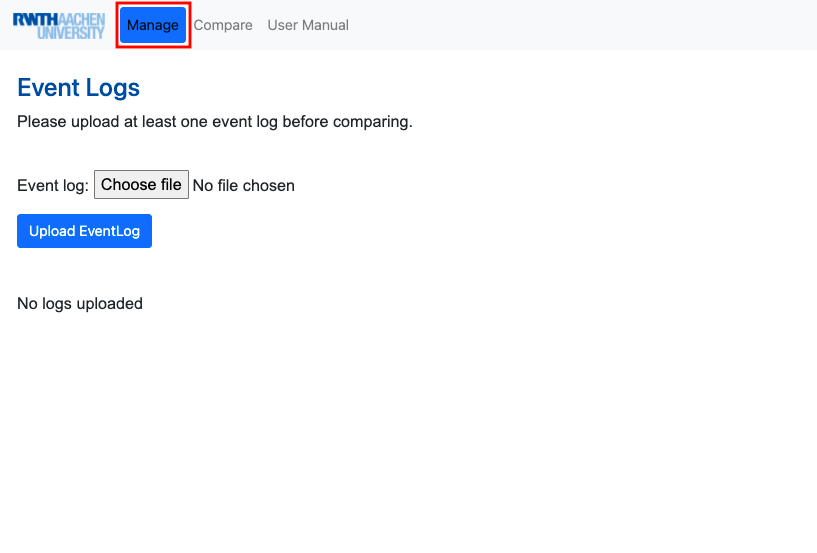 RWTHAACHEN Manage Compare User Manual
UNIVERSITY
Event Logs
Please upload at least one event log before comparing.
Event log: Choose file No file chosen
Upload EventLog
No logs uploaded